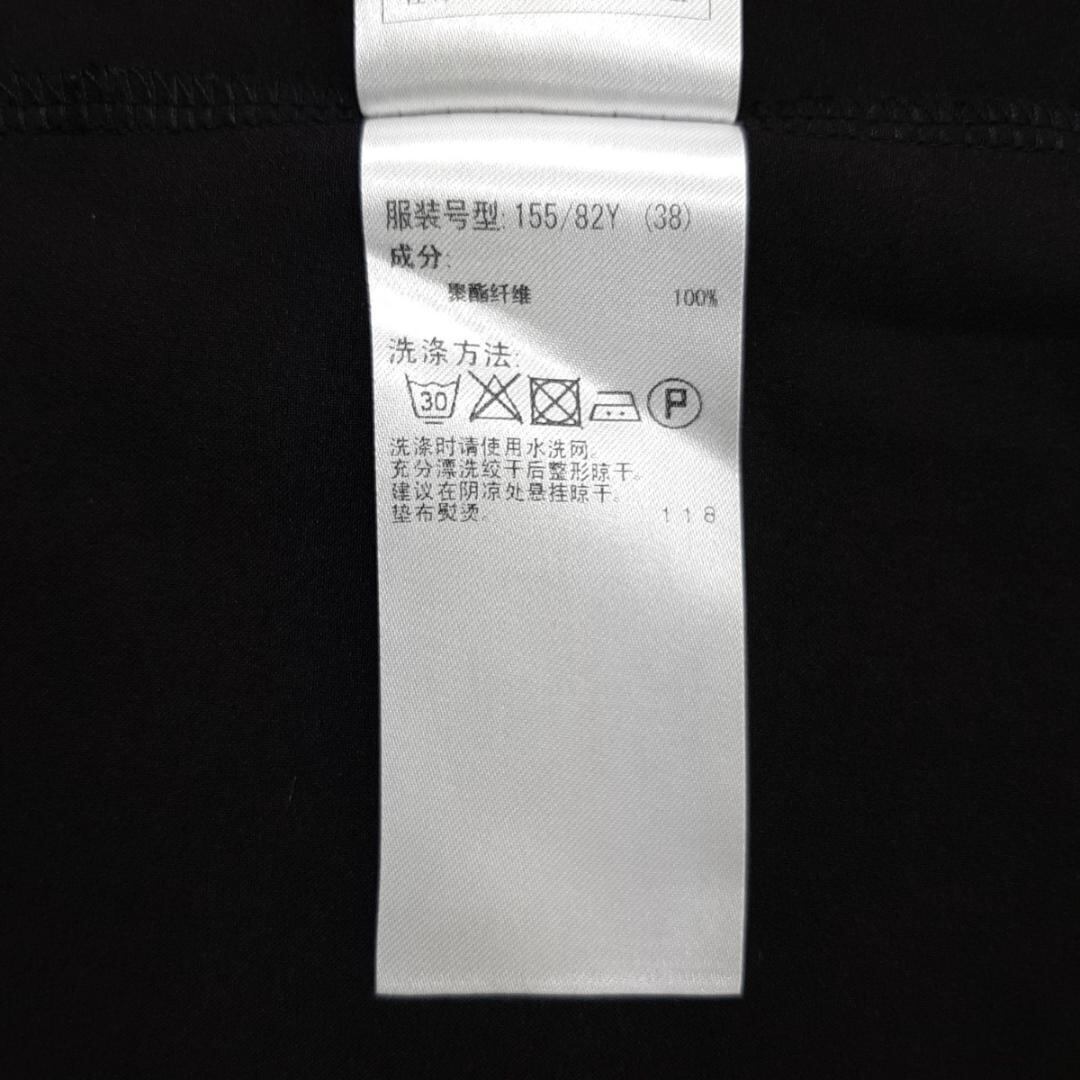 服装号型:155/82Y (38)
成分:
聚酯纤维 100%
洗涤方法:
30 P
洗涤时请使用水洗网。
充分漂洗绞干后整形晾干。
建议在阴凉处悬挂晾干。
垫布熨烫。 118